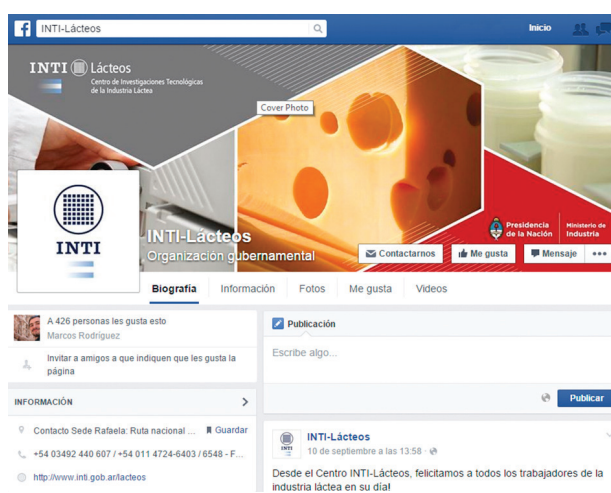 INTI-Lácteos
Inicio
INTI Lácteos
Centro de Investigaciones Tecnológicas
de la Industria Láctea
Cover Photo
INTI
INTI-Lácteos
Organización gubernamental
Presidencia
de la Nación
Ministerio de
Industria
Contactarnos
Me gusta
Mensaje
Biografía
Información
Fotos
Me gusta
Videos
A 426 personas les gusta esto
Marcos Rodríguez
Invitar a amigos a que indiquen que les gusta la
página
INFORMACIÓN
Contacto Sede Rafaela: Ruta nacional ... Guardar
+54 03492 440 607 / +54 011 4724-6403 / 6548 - F...
http://www.inti.gob.ar/lacteos
Publicación
Escribe algo...
Publicar
INTI-Lácteos
10 de septiembre a las 13:58
Desde el Centro INTI-Lácteos, felicitamos a todos los trabajadores de la
industria láctea en su día!